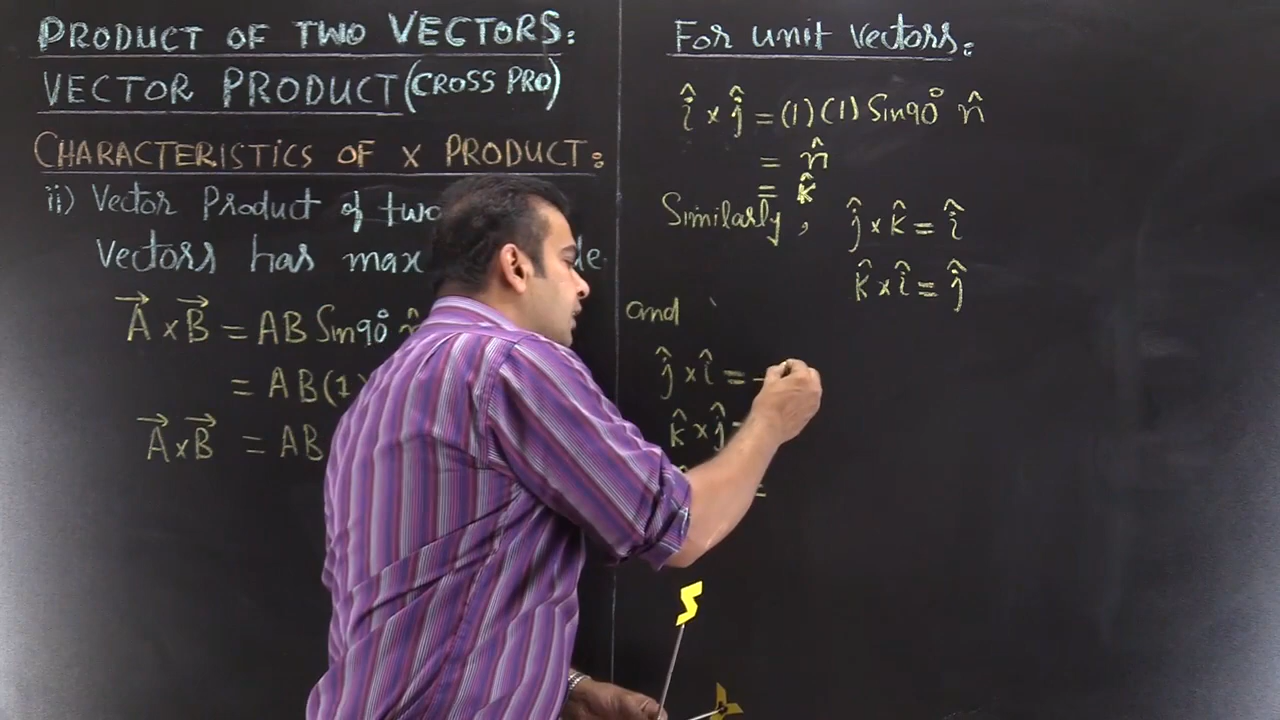 PRODUCT OF TWO VECTORS:
VECTOR PRODUCT (CROSS PRO)
CHARACTERISTICS OF X PRODUCT:
ii) Vector Product of two
Vectors has max
A⃗ × B⃗ = AB Sin90°
= AB(1)
A⃗ × B⃗ = AB
For unit vectors:
î × ĵ = (1)(1) Sin90° n̂
= n̂
= k̂
Similarly, ĵ × k̂ = î
k̂ × î = ĵ
and
ĵ × î = -
k̂ × ĵ =
=